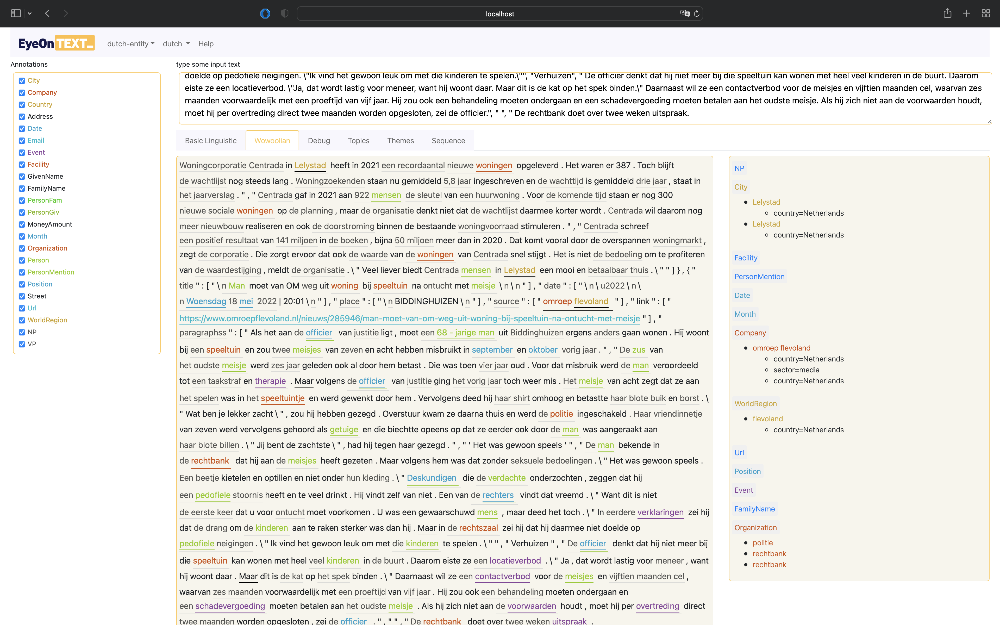 localhost
EyeOn TEXT_
dutch-entity dutch Help
Annotations
City
Company
Country
Address
Date
Email
Event
Facility
GivenName
FamilyName
PersonFam
PersonGiv
MoneyAmount
Month
Organization
Person
PersonMention
Position
Street
Url
WorldRegion
NP
VP
type some input text
doelde op pedofiele neigingen. \"Ik vind het gewoon leuk om met die kinderen te spelen.\"", "Verhuizen", " De officier denkt dat hij niet meer bij die speeltuin kan wonen met heel veel kinderen in de buurt. Daarom
eiste ze een locatieverbod. \"Ja, dat wordt lastig voor meneer, want hij woont daar. Maar dit is de kat op het spek binden.\" Daarnaast wil ze een contactverbod voor de meisjes en vijftien maanden cel, waarvan zes
maanden voorwaardelijk met een proeftijd van vijf jaar. Hij zou ook een behandeling moeten ondergaan en een schadevergoeding moeten betalen aan het oudste meisje. Als hij zich niet aan de voorwaarden houdt,
moet hij per overtreding direct twee maanden worden opgesloten, zei de officier.", " ", " De rechtbank doet over twee weken uitspraak.
Basic Linguistic Wowoolian Debug Topics Themes Sequence
Woningcorporatie Centrada in Lelystad heeft in 2021 een recordaantal nieuwe woningen opgeleverd . Het waren er 387 . Toch blijft
de wachtlijst nog steeds lang . Woningzoekenden staan nu gemiddeld 5,8 jaar ingeschreven en de wachttijd is gemiddeld drie jaar , staat in
het jaarverslag . " , " Centrada gaf in 2021 aan 922 mensen de sleutel van een huurwoning . Voor de komende tijd staan er nog 300
nieuwe sociale woningen op de planning , maar de organisatie denkt niet dat de wachtlijst daarmee korter wordt . Centrada wil daarom nog
meer nieuwbouw realiseren en ook de doorstroming binnen de bestaande woningvoorraad stimuleren . " , " Centrada schreef
een positief resultaat van 141 miljoen in de boeken , bijna 50 miljoen meer dan in 2020 . Dat komt vooral door de overspannen woningmarkt ,
zegt de corporatie . Die zorgt ervoor dat ook de waarde van de woningen van Centrada snel stijgt . Het is niet de bedoeling om te profiteren
van de waardestijging , meldt de organisatie . \ " Veel liever biedt Centrada mensen in Lelystad een mooi en betaalbaar thuis . \ " " ] } , { "
title " : [ " \ n Man moet van OM weg uit woning bij speeltuin na ontucht met meisje \ n \ n " ] , " date " : [ " \ n \ u2022 \ n \
n Woensdag 18 mei 2022 | 20:01 \ n " ] , " place " : [ " \ n BIDDINGHUIZEN \ n " ] , " source " : [ " omroep flevoland " ] , " link " : [ "
https://www.omroepflevoland.nl/nieuws/285946/man-moet-van-om-weg-uit-woning-bij-speeltuin-na-ontucht-met-meisje " ] , "
paragraphss " : [ " Als het aan de officier van justitie ligt , moet een 68 - jarige man uit Biddinghuizen ergens anders gaan wonen . Hij woont
bij een speeltuin en zou twee meisjes van zeven en acht hebben misbruikt in september en oktober vorig jaar . " , " De zus van
het oudste meisje werd zes jaar geleden ook al door hem betast . Die was toen vier jaar oud . Voor dat misbruik werd de man veroordeeld
tot een taakstraf en therapie . Maar volgens de officier van justitie ging het vorig jaar toch weer mis . Het meisje van acht zegt dat ze aan
het spelen was in het speeltuintje en werd gewenkt door hem . Vervolgens deed hij haar shirt omhoog en betastte haar blote buik en borst . \
" Wat ben je lekker zacht \ " , zou hij hebben gezegd . Overstuur kwam ze daarna thuis en werd de politie ingeschakeld . Haar vriendinnetje
van zeven werd vervolgens gehoord als getuige en die biechtte opeens op dat ze eerder ook door de man was aangeraakt aan
haar blote billen . \ " Jij bent de zachtste \ " , had hij tegen haar gezegd . " , " ' Het was gewoon speels ' " , " De man bekende in
de rechtbank dat hij aan de meisjes heeft gezeten . Maar volgens hem was dat zonder seksuele bedoelingen . \ " Het was gewoon speels .
Een beetje kietelen en optillen en niet onder hun kleding . \ " Deskundigen die de verdachte onderzochten , zeggen dat hij
een pedofiele stoornis heeft en te veel drinkt . Hij vindt zelf van niet . Een van de rechters vindt dat vreemd . \ " Want dit is niet
de eerste keer dat u voor ontucht moet voorkomen . U was een gewaarschuwd mens , maar deed het toch . \ " In eerdere verklaringen zei hij
dat de drang om de kinderen aan te raken sterker was dan hij . Maar in de rechtszaal zei hij dat hij daarmee niet doelde op
pedofiele neigingen . \ " Ik vind het gewoon leuk om met die kinderen te spelen . \ " " , " Verhuizen " , " De officier denkt dat hij niet meer bij
die speeltuin kan wonen met heel veel kinderen in de buurt . Daarom eiste ze een locatieverbod . \ " Ja , dat wordt lastig voor meneer , want
hij woont daar . Maar dit is de kat op het spek binden . \ " Daarnaast wil ze een contactverbod voor de meisjes en vijftien maanden cel ,
waarvan zes maanden voorwaardelijk met een proeftijd van vijf jaar . Hij zou ook een behandeling moeten ondergaan en
een schadevergoeding moeten betalen aan het oudste meisje . Als hij zich niet aan de voorwaarden houdt , moet hij per overtreding direct
twee maanden worden opgesloten , zei de officier . " , " " , " De rechtbank doet over twee weken uitspraak .
NP
City
Lelystad
country=Netherlands
Lelystad
country=Netherlands
Facility
PersonMention
Date
Month
Company
omroep flevoland
country=Netherlands
sector=media
country=Netherlands
WorldRegion
flevoland
country=Netherlands
Url
Position
Event
FamilyName
Organization
politie
rechtbank
rechtbank